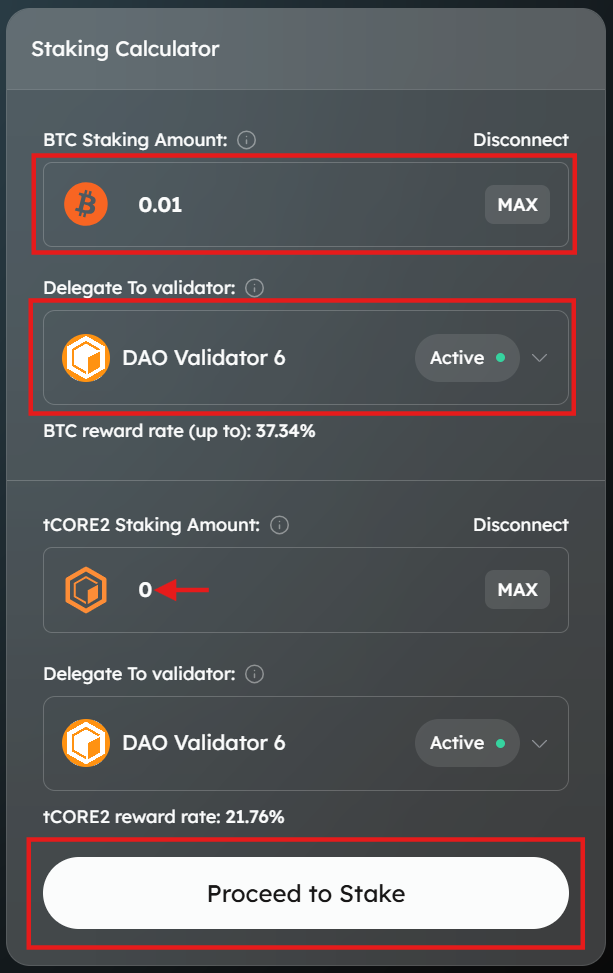 Staking Calculator
BTC Staking Amount: Disconnect
0.01 MAX
Delegate To validator:
DAO Validator 6 Active
BTC reward rate (up to): 37.34%
tCORE2 Staking Amount: Disconnect
0 MAX
Delegate To validator:
DAO Validator 6 Active
tCORE2 reward rate: 21.76%
Proceed to Stake